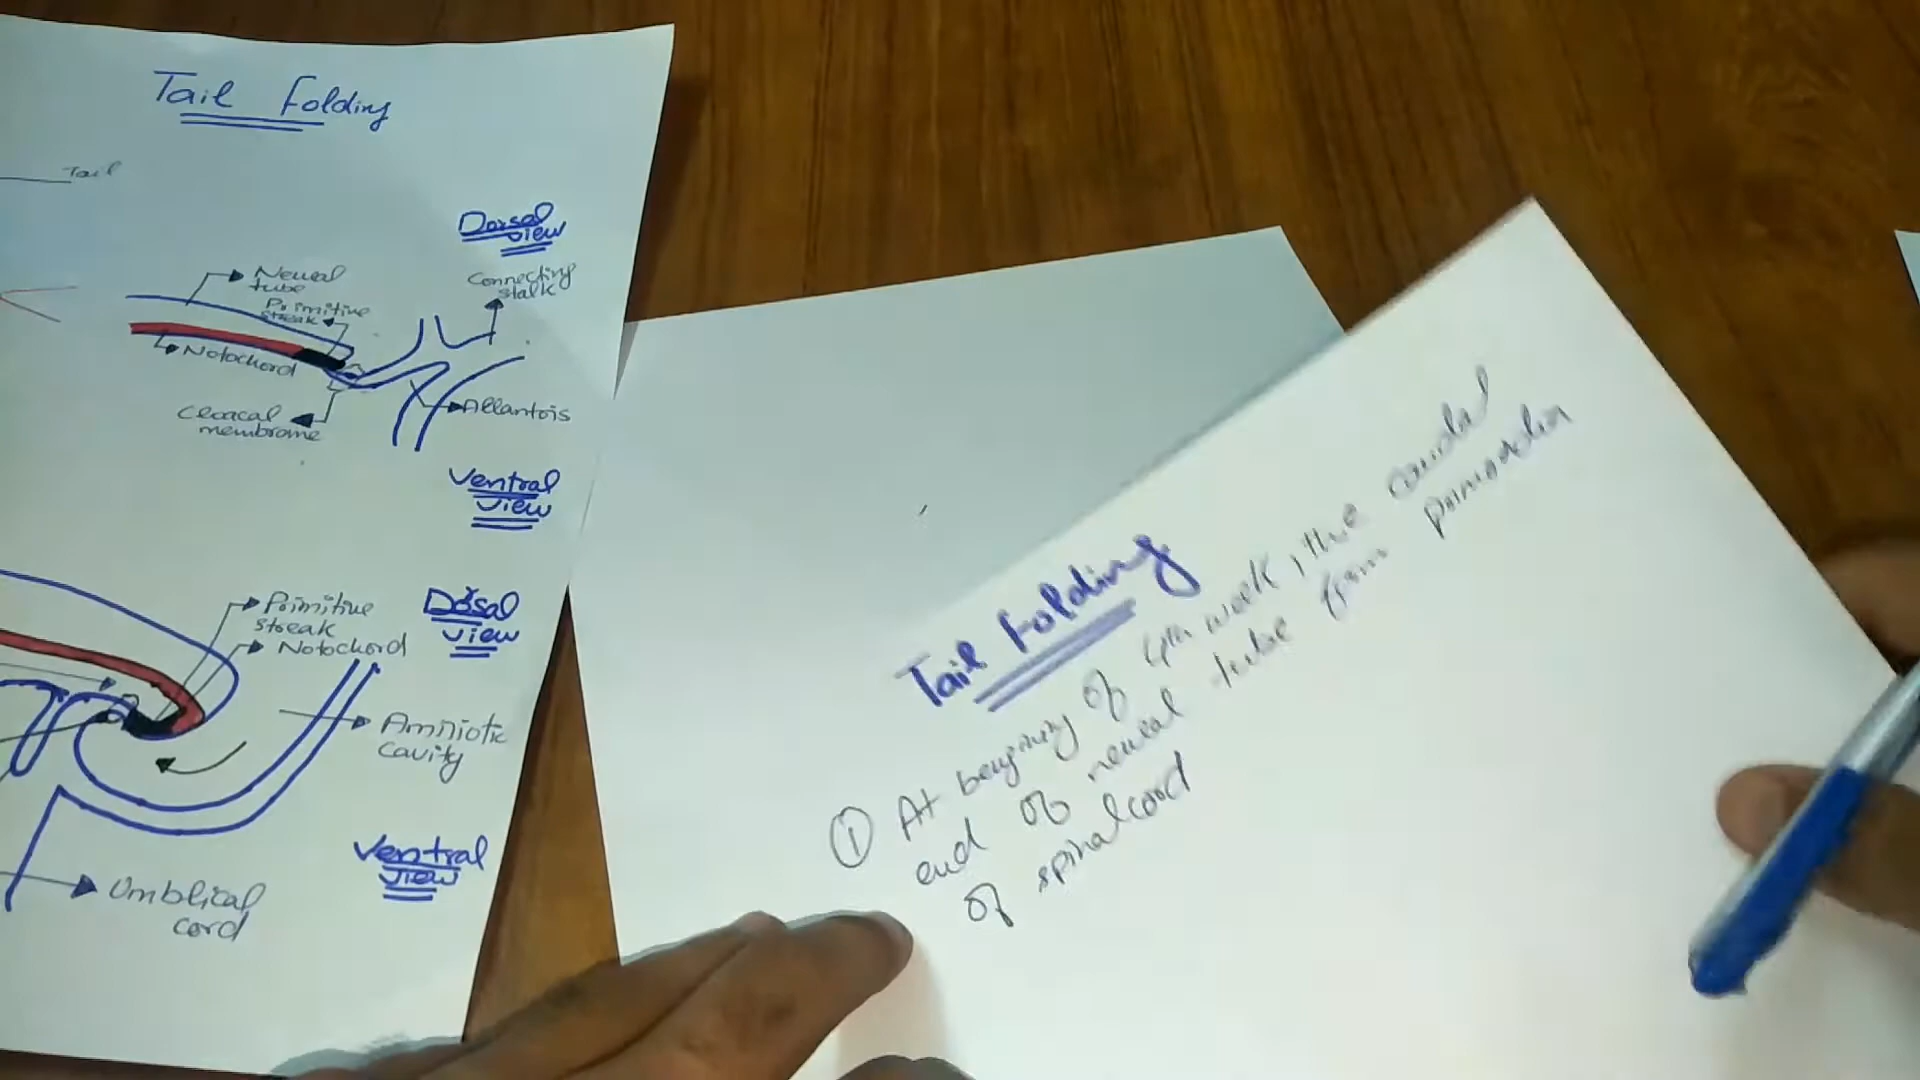 Tail Folding
Tail
Dorsal
view
Connecting
stalk
Neural
tube
Primitive
streak
Notochord
Cloacal
membrome
Allantois
Ventral
view
Primitive
streak
Notochord
Dorsal
view
Amniotic
cavity
Ventral
view
Umblical
cord
Tail Folding
① At begining of 4th week, the caudal
end of neural tube from primordia
of spinal cord